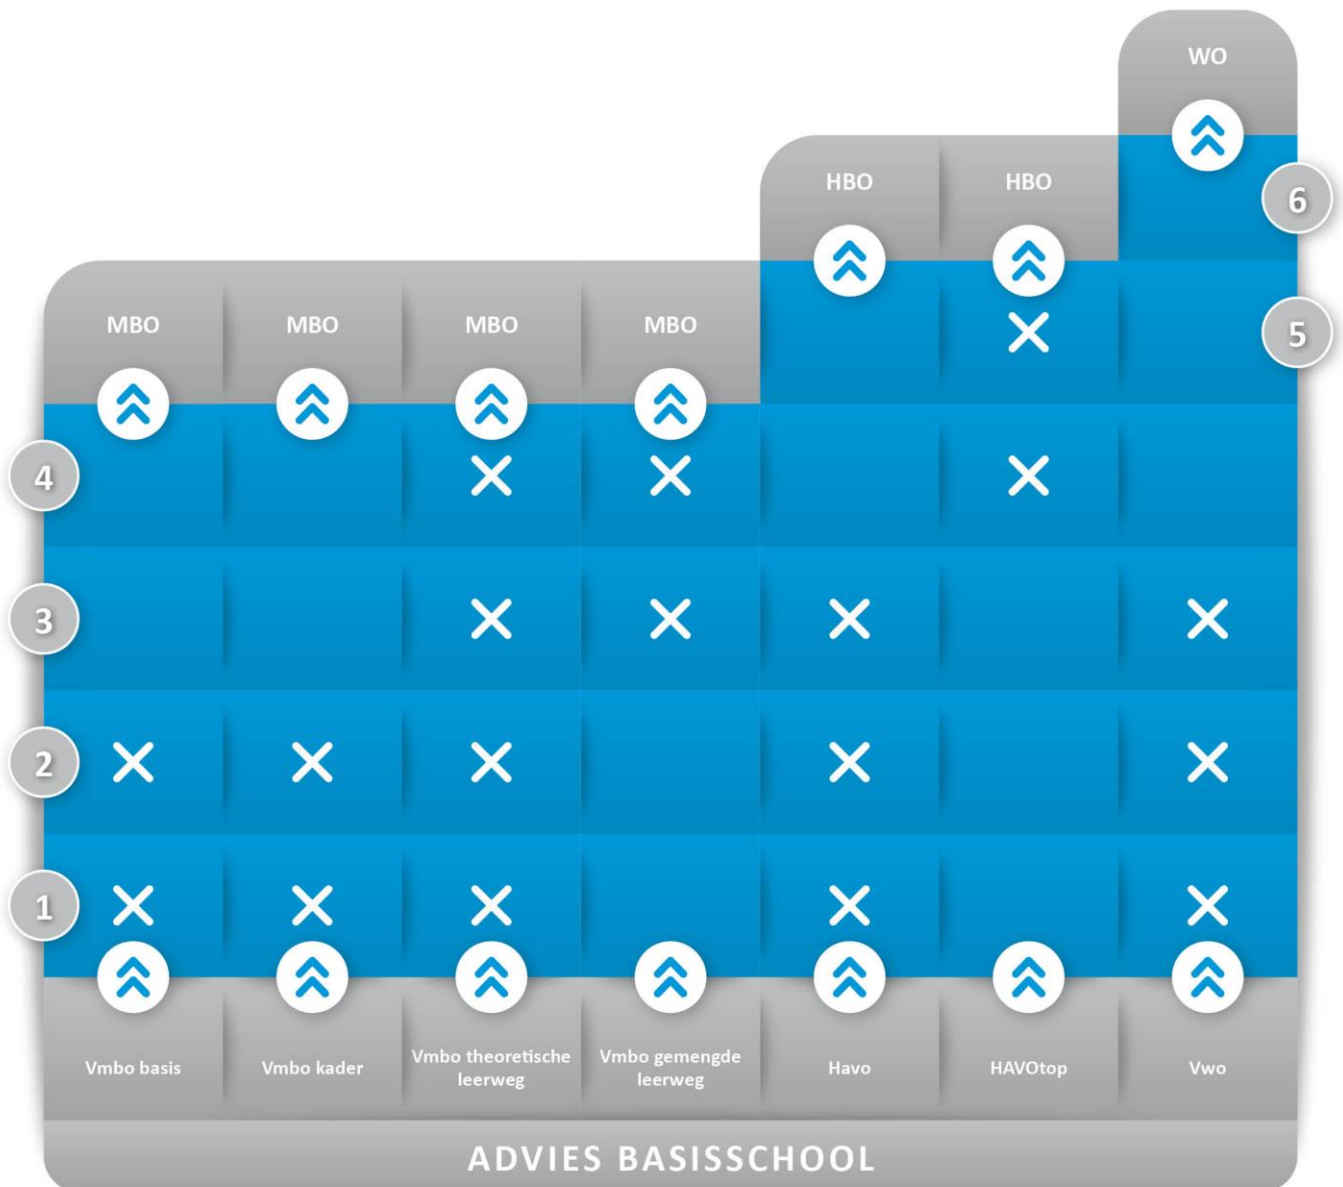 WO
HBO
HBO
6
MBO
MBO
MBO
MBO
5
4
3
2
1
Vmbo basis
Vmbo kader
Vmbo theoretische
leerweg
Vmbo gemengde
leerweg
Havo
HAVOtop
Vwo
ADVIES BASISSCHOOL